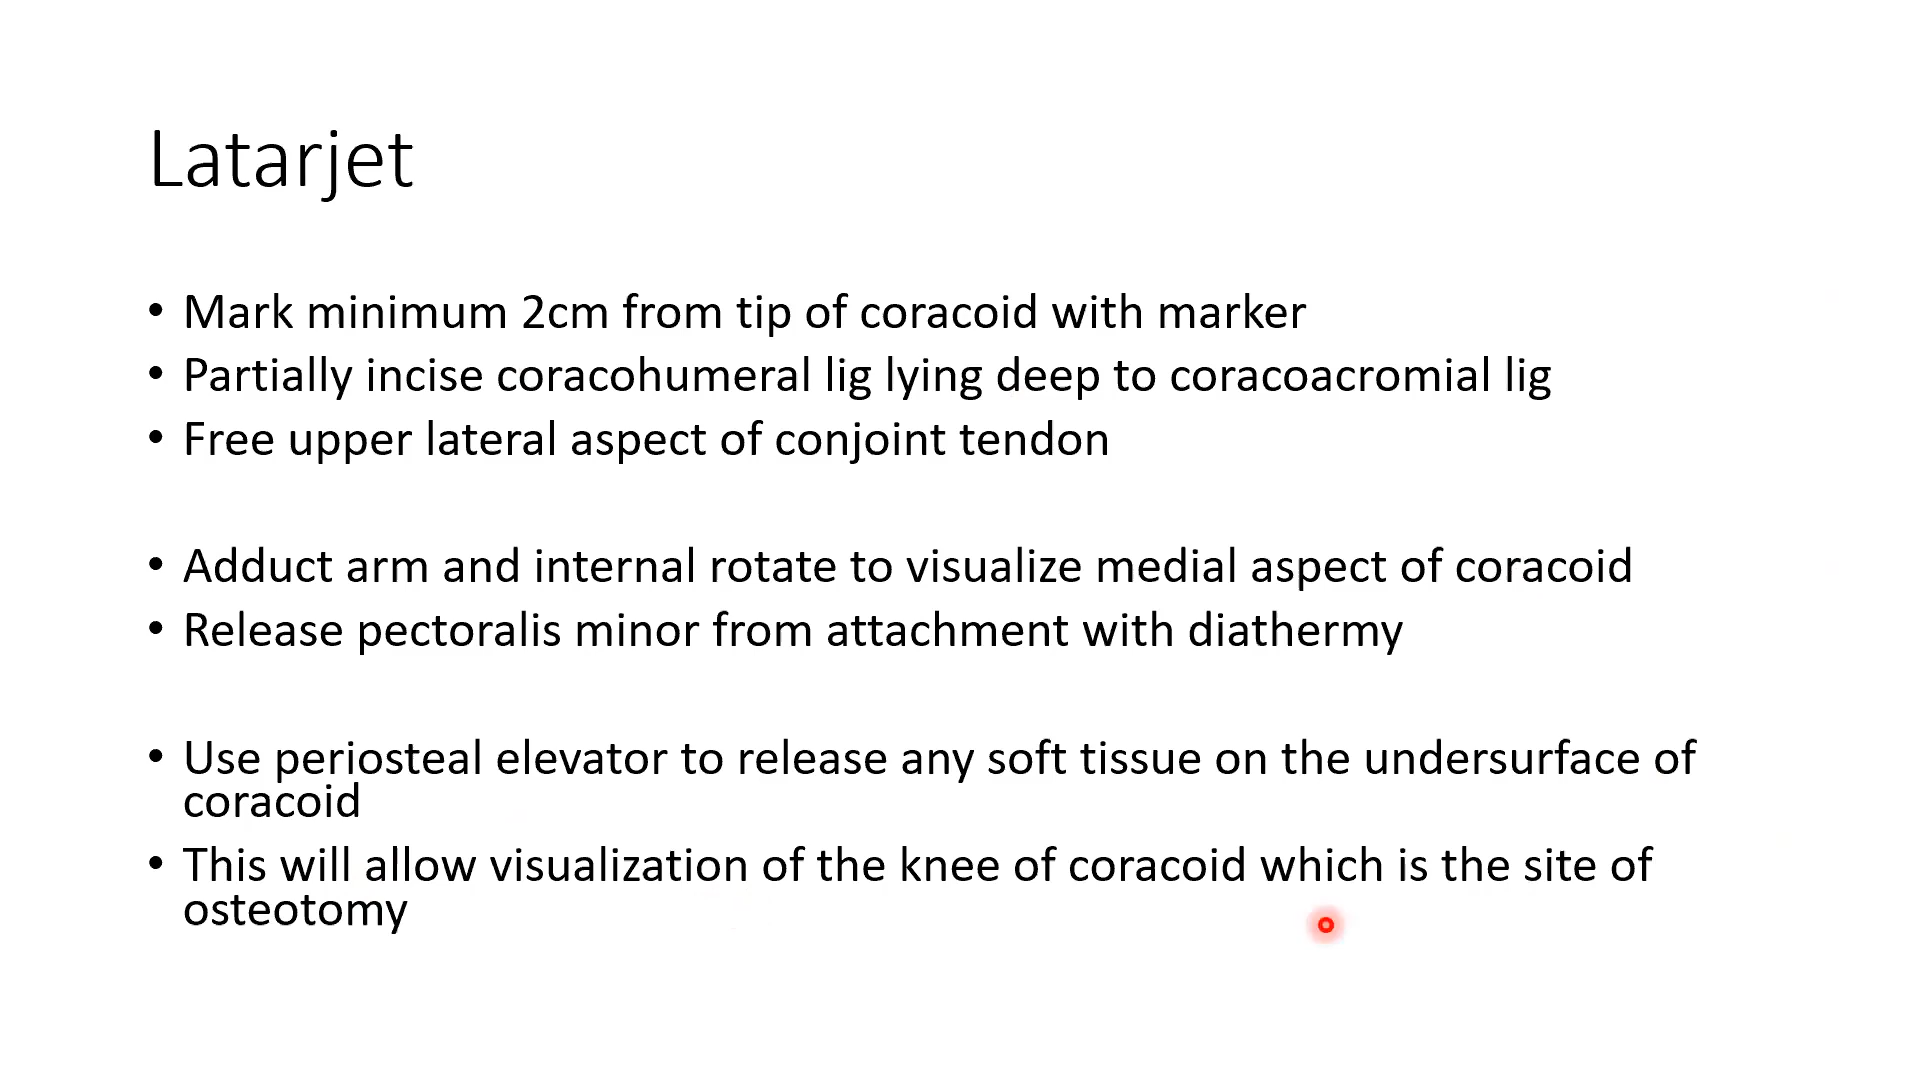 Latarjet
• Mark minimum 2cm from tip of coracoid with marker
• Partially incise coracohumeral lig lying deep to coracoacromial lig
• Free upper lateral aspect of conjoint tendon
• Adduct arm and internal rotate to visualize medial aspect of coracoid
• Release pectoralis minor from attachment with diathermy
• Use periosteal elevator to release any soft tissue on the undersurface of
coracoid
• This will allow visualization of the knee of coracoid which is the site of
osteotomy